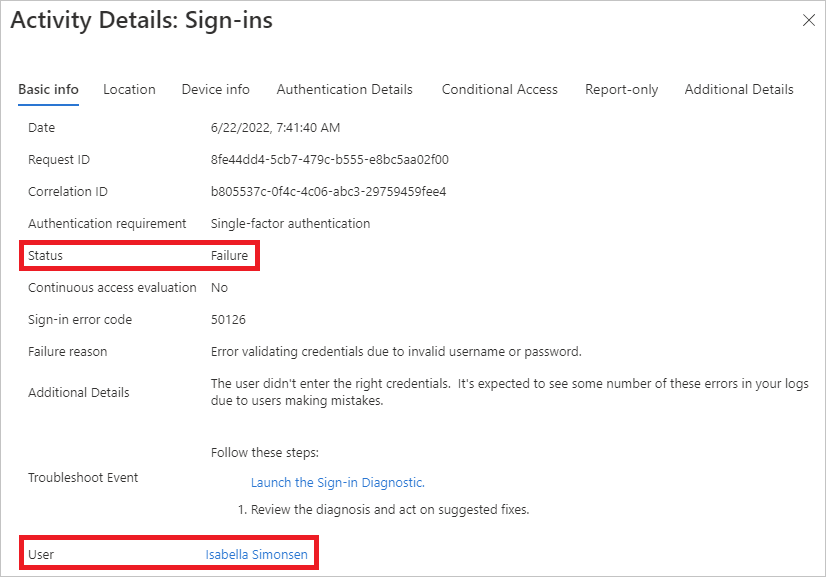 Activity Details: Sign-ins
Basic info Location Device info Authentication Details Conditional Access Report-only Additional Details
Date 6/22/2022, 7:41:40 AM
Request ID 8fe44dd4-5cb7-479c-b555-e8bc5aa02f00
Correlation ID b805537c-0f4c-4c06-abc3-29759459fee4
Authentication requirement Single-factor authentication
Status Failure
Continuous access evaluation No
Sign-in error code 50126
Failure reason Error validating credentials due to invalid username or password.
Additional Details The user didn't enter the right credentials. It's expected to see some number of these errors in your logs
due to users making mistakes.
Follow these steps:
Troubleshoot Event
Launch the Sign-in Diagnostic.
1. Review the diagnosis and act on suggested fixes.
User Isabella Simonsen